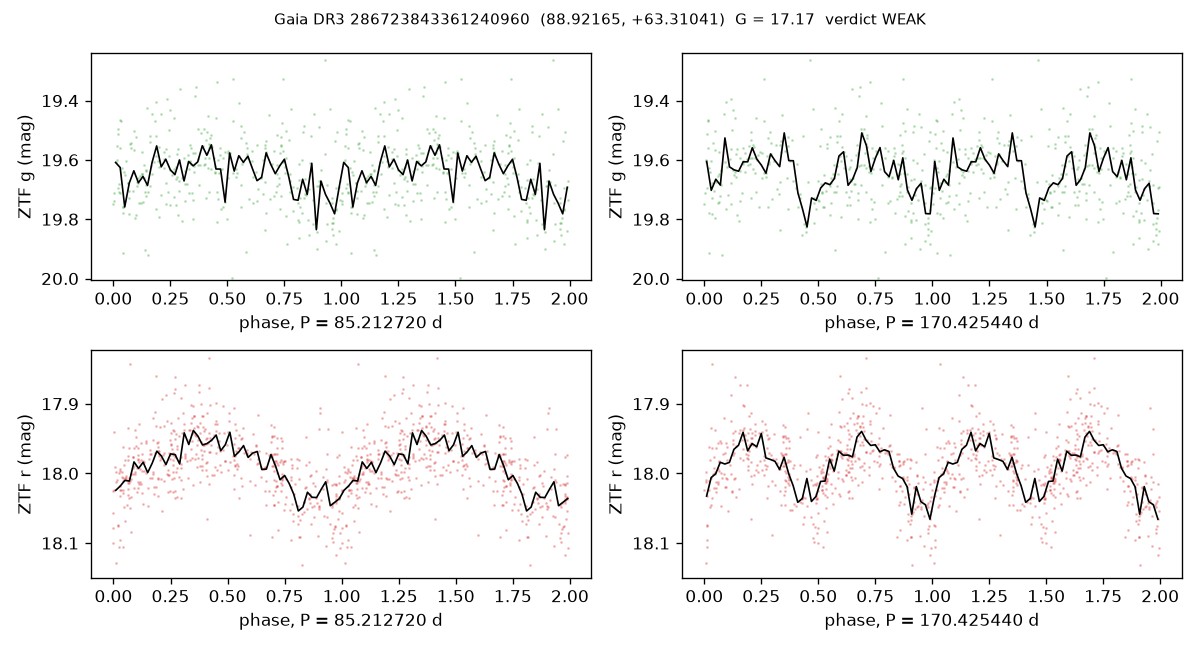 Gaia DR3 286723843361240960  (88.92165, +63.31041)  G = 17.17  verdict WEAK
ZTF g (mag)
19.4
19.6
19.8
20.0
0.00 0.25 0.50 0.75 1.00 1.25 1.50 1.75 2.00
phase, P = 85.212720 d
ZTF g (mag)
19.4
19.6
19.8
20.0
0.00 0.25 0.50 0.75 1.00 1.25 1.50 1.75 2.00
phase, P = 170.425440 d
ZTF r (mag)
17.9
18.0
18.1
0.00 0.25 0.50 0.75 1.00 1.25 1.50 1.75 2.00
phase, P = 85.212720 d
ZTF r (mag)
17.9
18.0
18.1
0.00 0.25 0.50 0.75 1.00 1.25 1.50 1.75 2.00
phase, P = 170.425440 d